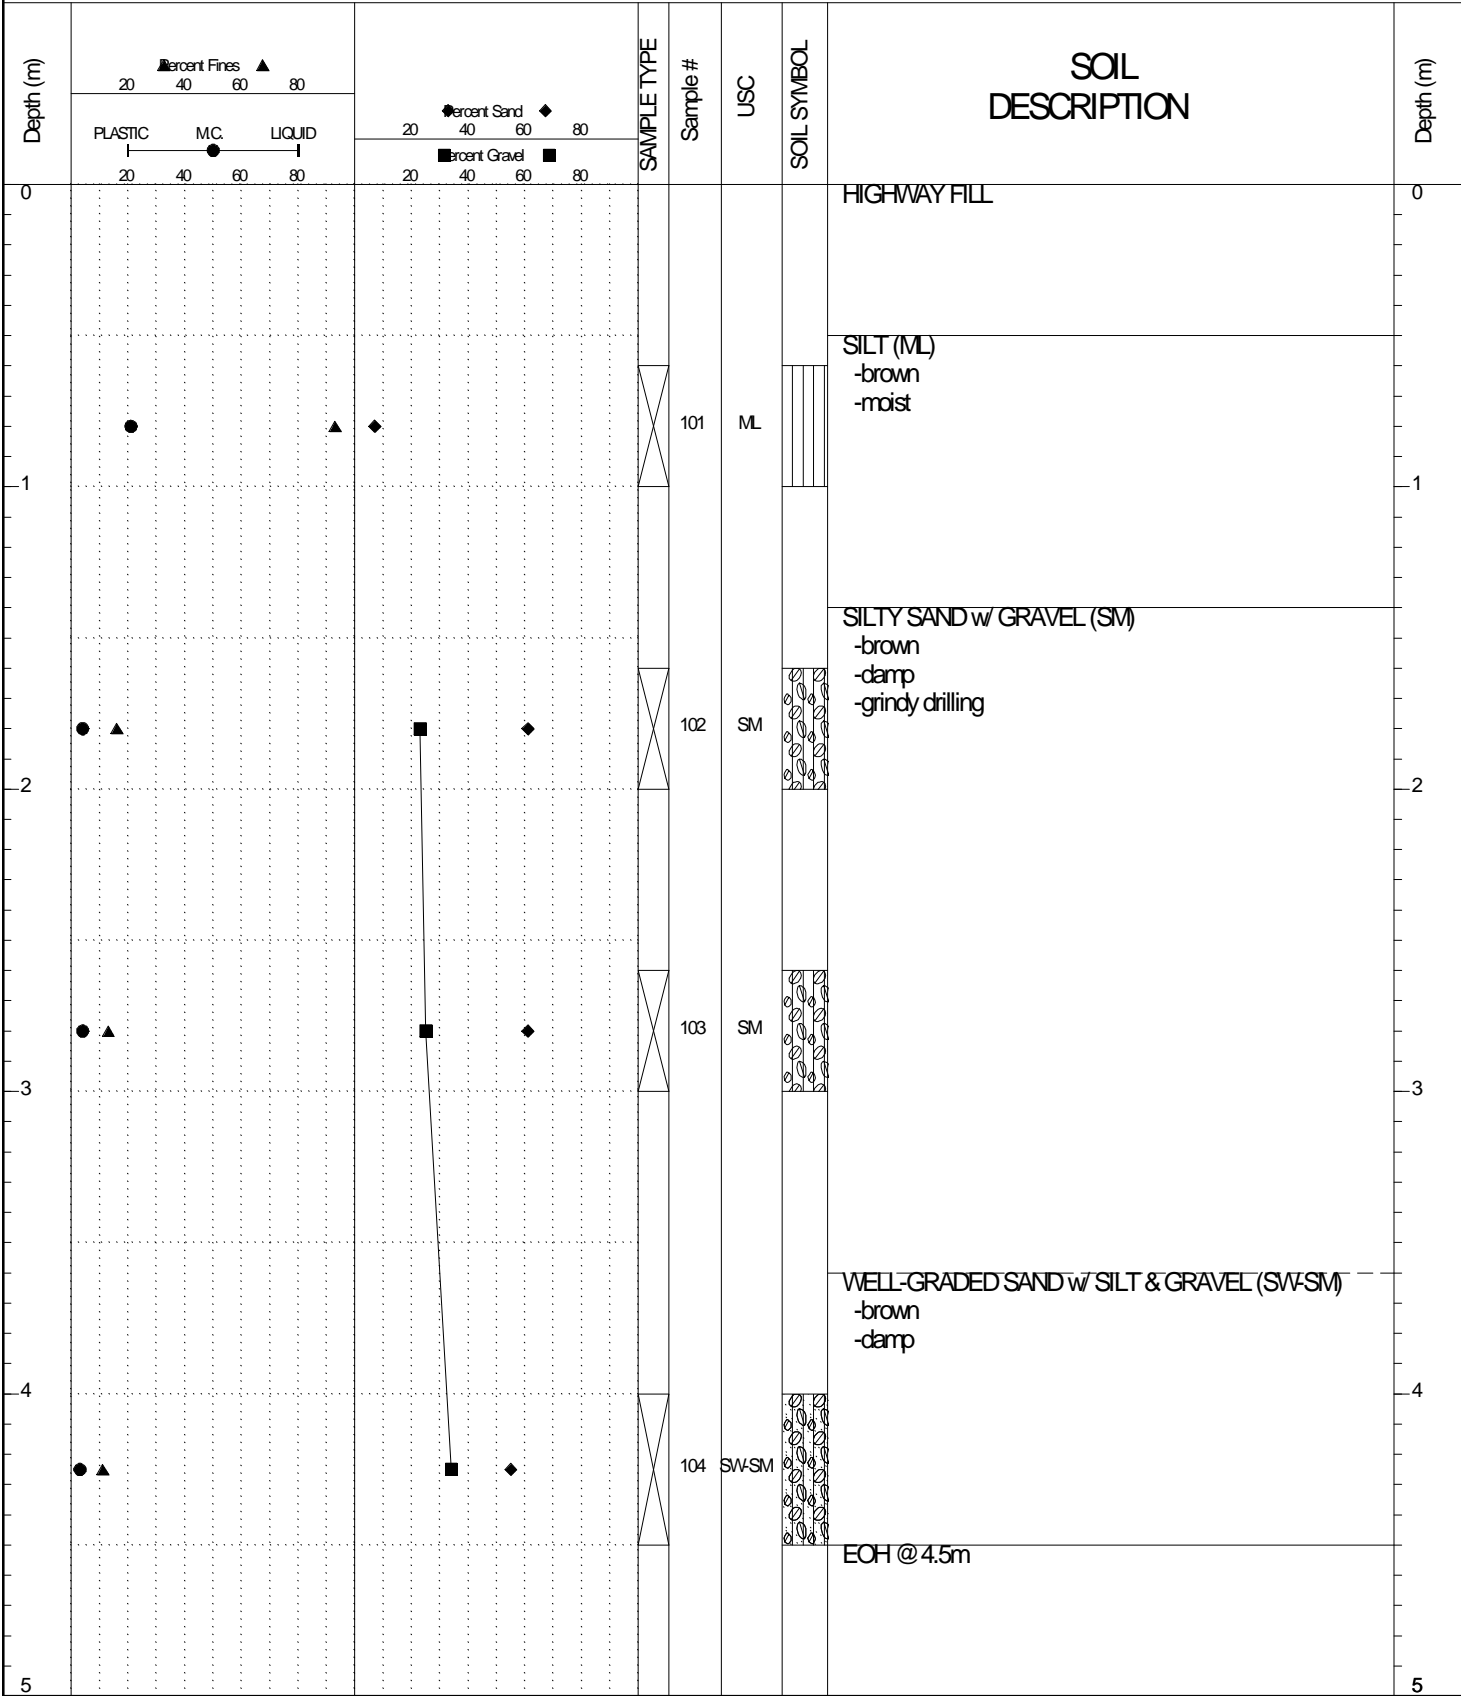 Depth (m)
Percent Fines
20 40 60 80
PLASTIC M.C. LIQUID
20 40 60 80
Percent Sand
20 40 60 80
Percent Gravel
20 40 60 80
SAMPLE TYPE
Sample #
USC
SOIL SYMBOL
SOIL
DESCRIPTION
Depth (m)
0 HIGHWAY FILL 0
SILT (ML)
-brown
-moist
101 ML
1 1
SILTY SAND w/ GRAVEL (SM)
-brown
-damp
-grindy drilling
102 SM
2 2
103 SM
3 3
WELL-GRADED SAND w/ SILT & GRAVEL (SW-SM)
-brown
-damp
4 4
104 SW-SM
EOH @ 4.5m
5 5